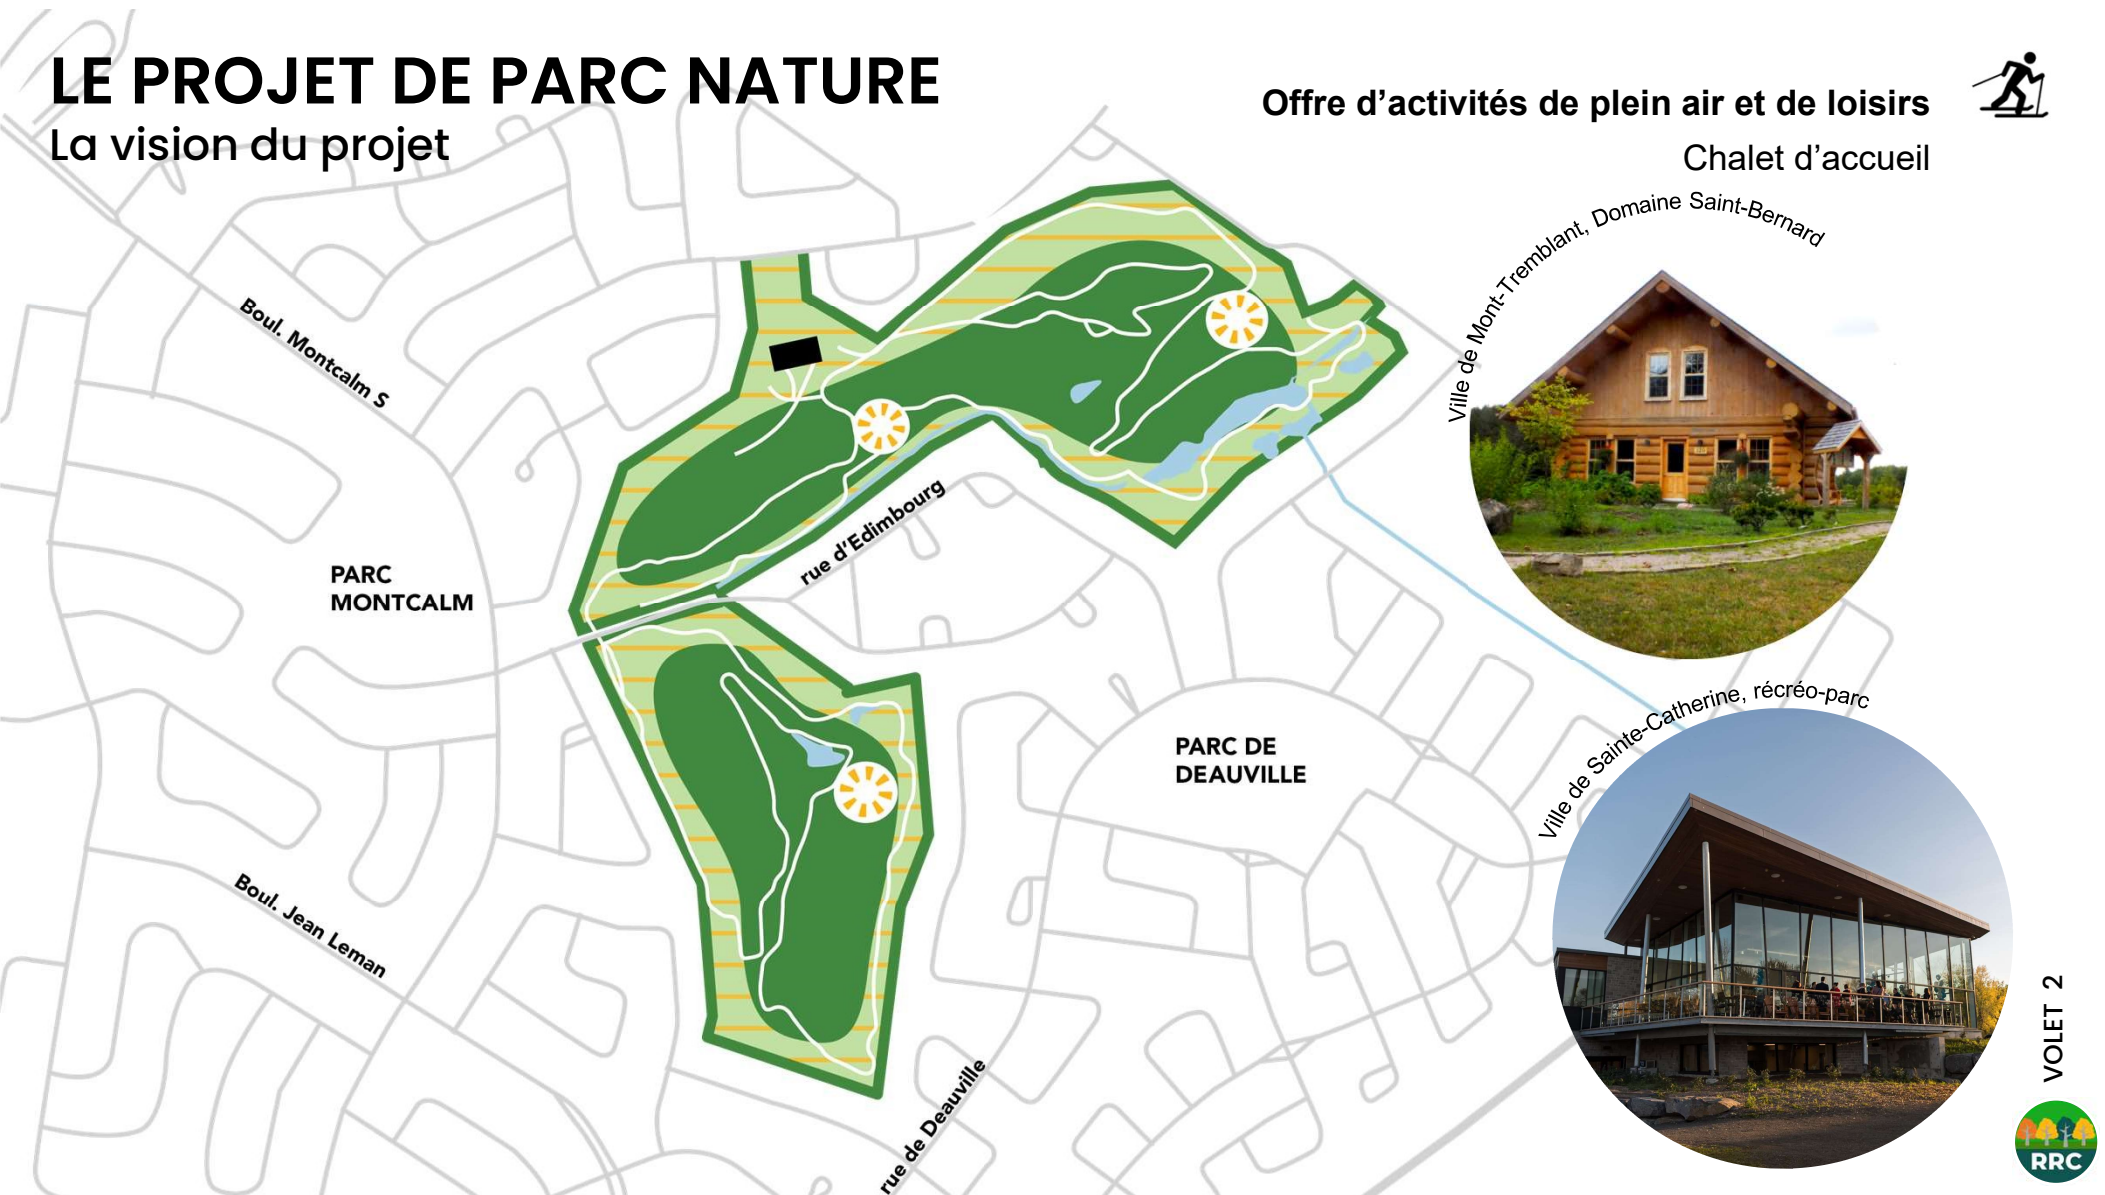 LE PROJET DE PARC NATURE
La vision du projet
Offre d’activités de plein air et de loisirs
Chalet d’accueil
Ville de Mont-Tremblant, Domaine Saint-Bernard
Boul. Montcalm S
rue d’Edimbourg
PARC
MONTCALM
Ville de Sainte-Catherine, récréo-parc
PARC DE
DEAUVILLE
Boul. Jean Leman
rue de Deauville
VOLET 2
RRC